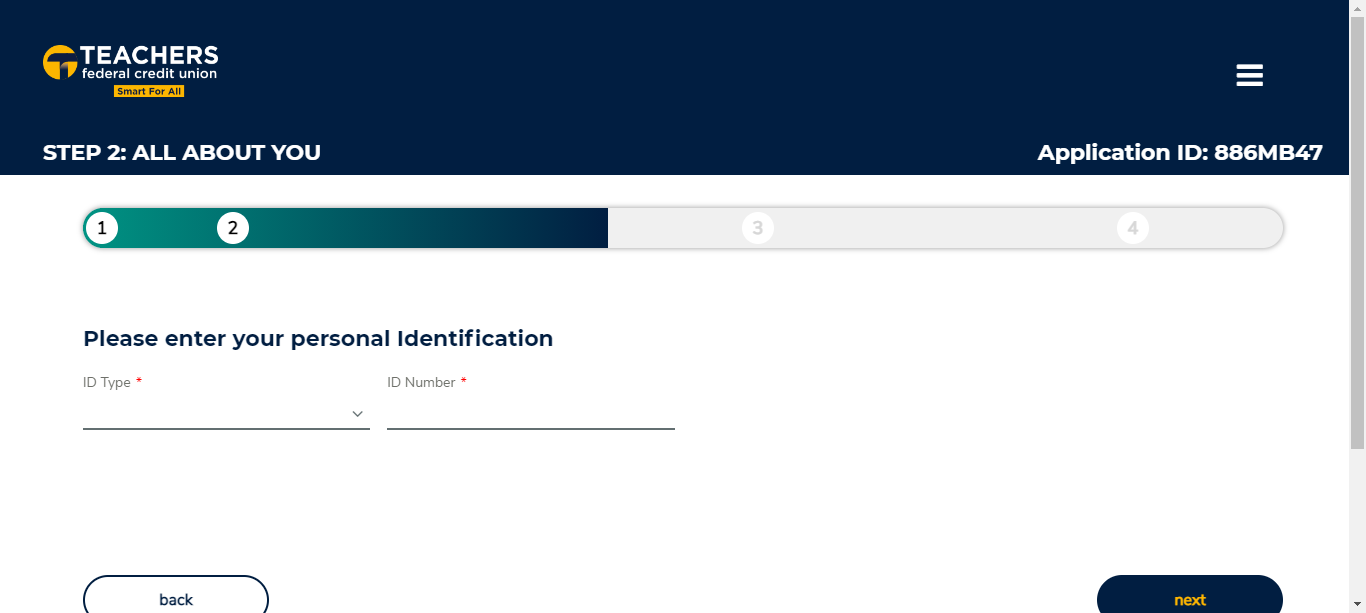 TEACHERS
federal credit union
Smart For All
STEP 2: ALL ABOUT YOU
Application ID: 886MB47
1
2
3
4
Please enter your personal Identification
ID Type *
ID Number *
back
next